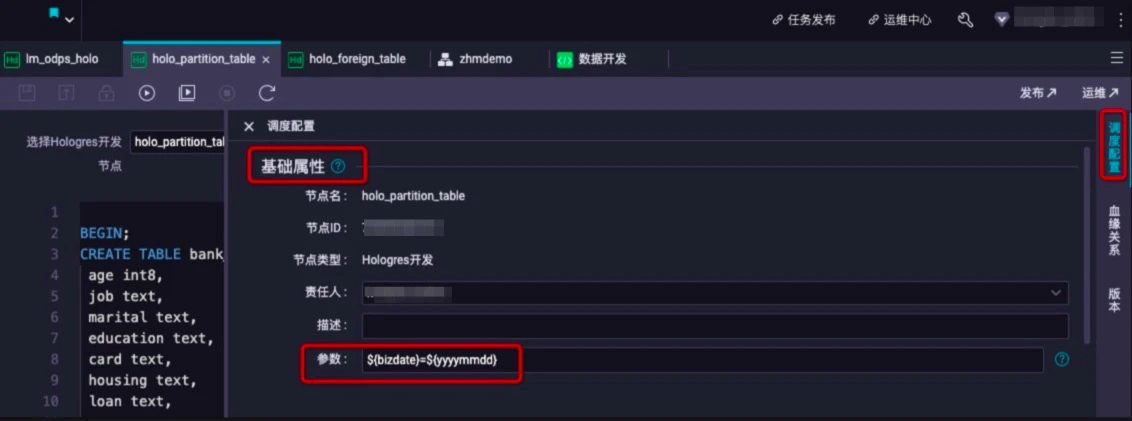 任务发布 运维中心
lm_odps_holo holo_partition_table × holo_foreign_table zhmdemo 数据开发
发布 运维
选择Hologres开发节点 holo_partition_tal
× 调度配置
基础属性
节点名： holo_partition_table
节点ID：
节点类型： Hologres开发
责任人：
描述：
参数： ${bizdate}=${yyyymmdd}
1
2 BEGIN;
3 CREATE TABLE bank
4 age int8,
5 job text,
6 marital text,
7 education text,
8 card text,
9 housing text,
10 loan text,
调度配置
血缘关系
版本